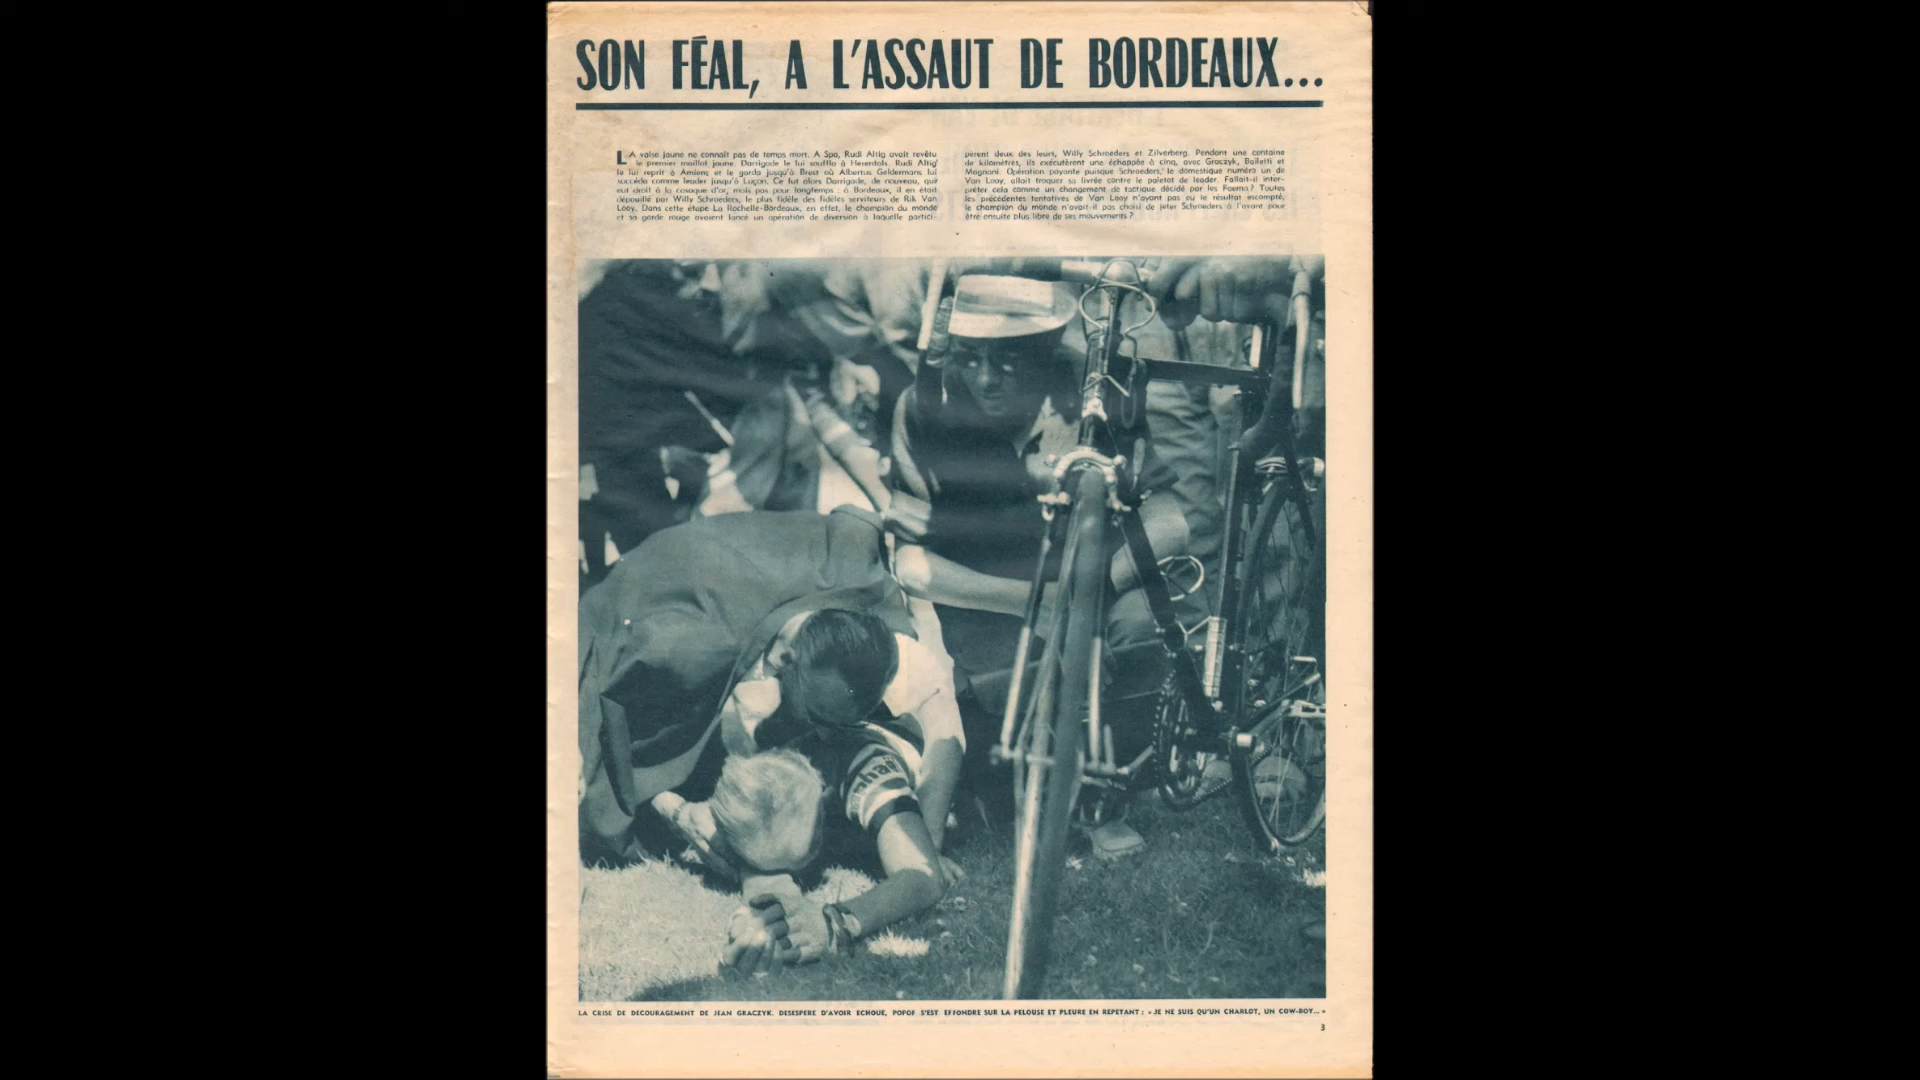 SON FÉAL, A L'ASSAUT DE BORDEAUX...
LA valse jaune ne connaît pas de temps mort. A Spa, Rudi Altig avait revêtu
le premier maillot jaune. Darrigade le lui souffla à Herentals. Rudi Altig
le lui reprit à Amiens et le garda jusqu'à Brest où Albertus Geldermans lui
succéda comme leader jusqu'à Luçon. Ce fut alors Darrigade, de nouveau, qui
eut droit à la casaque d'or, mais pas pour longtemps : à Bordeaux, il en était
dépouillé par Willy Schroeders, le plus fidèle des fidèles serviteurs de Rik Van
Looy. Dans cette étape La Rochelle-Bordeaux, en effet, le champion du monde
et sa garde rouge avaient lancé un opération de diversion à laquelle partici-
pèrent deux des leurs, Willy Schroeders et Zilverberg. Pendant une centaine
de kilomètres, ils exécutèrent une échappée à cinq, avec Graczyk, Bailetti et
Magnani. Opération payante puisque Schroeders, le domestique numéro un de
Van Looy, allait troquer sa livrée contre le paletot de leader. Fallait-il inter-
préter cela comme un changement de tactique décidé par les Faema ? Toutes
les précédentes tentatives de Van Looy n'ayant pas eu le résultat escompté,
le champion du monde n'avait-il pas choisi de jeter Schroeders à l'avant pour
être ensuite plus libre de ses mouvements ?
LA CRISE DE DECOURAGEMENT DE JEAN GRACZYK. DESESPERE D'AVOIR ECHOUE, POPOF S'EST EFFONDRE SUR LA PELOUSE ET PLEURE EN REPETANT : « JE NE SUIS QU'UN CHARLOT, UN COW-BOY... »
3